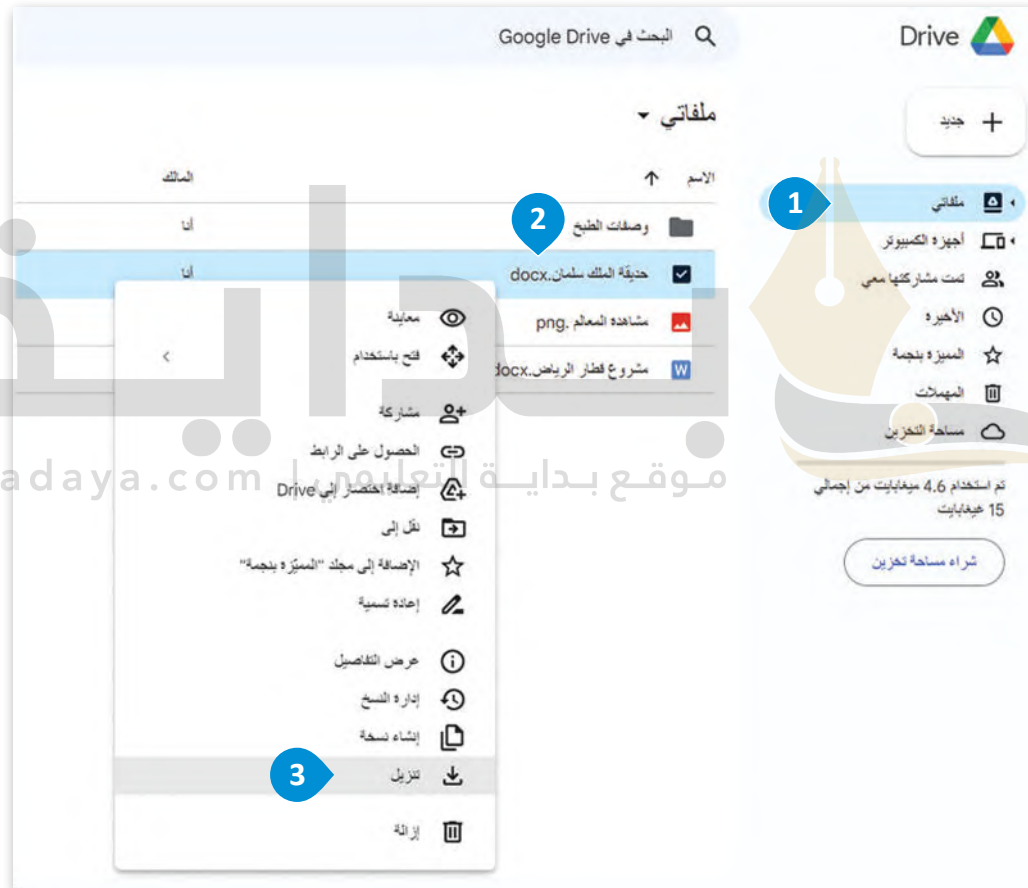 Drive
البحث في Google Drive
جديد
ملفاتي
أجهزة الكمبيوتر
تمت مشاركتها معي
الأخيرة
المميزة بنجمة
المهملات
مساحة التخزين
تم استخدام 4.6 ميغابايت من إجمالي
15 غيغابايت
شراء مساحة تخزين
1
ملفاتي
الاسم
المالك
وصفات الطبخ
أنا
2
حديقة الملك سلمان.docx
أنا
مشاهدة المعالم .png
مشروع قطار الرياض.docx
W
معاينة
فتح باستخدام
مشاركة
الحصول على الرابط
إضافة اختصار إلى Drive
نقل إلى
الإضافة إلى مجلد "المميّزة بنجمة"
إعادة تسمية
عرض التفاصيل
إدارة النسخ
إنشاء نسخة
تنزيل
3
إزالة
موقع بداية التعليمي | adaya.com